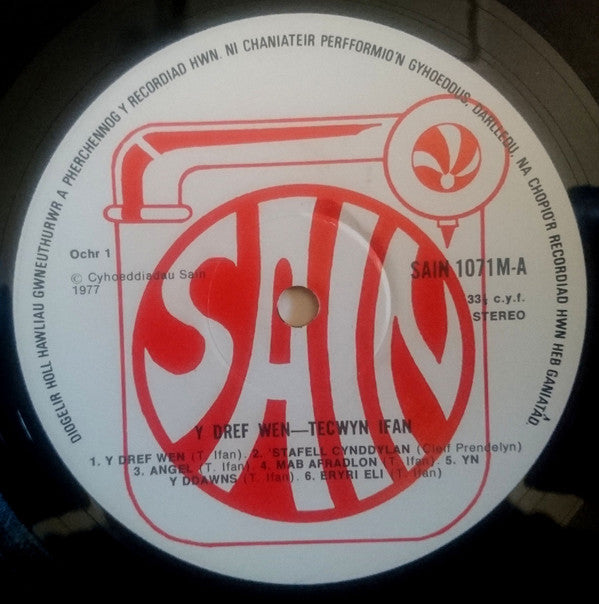 DIOGELIR HOLL HAWLIAU GWNEUTHURWR A PHERCHENNOG Y RECORDIAD HWN. NI CHANIATEIR PERFFORMIO'N GYHOEDDUS, DARLLEDU, NA CHOPIO'R RECORDIAD HWN HEB GANIATÂD.
SAIN
Ochr 1
© Cyhoeddiadau Sain
1977
SAIN 1071M-A
33⅓ c.y.f.
STEREO
Y DREF WEN—TECWYN IFAN
1. Y DREF WEN (T. Ifan). 2. 'STAFELL CYNDDYLAN (Cleif Prendelyn)
3. ANGEL (T. Ifan). 4. MAB AFRADLON (T. Ifan). 5. YN
Y DDAWNS (T. Ifan). 6. ERYRI ELI (T. Ifan)